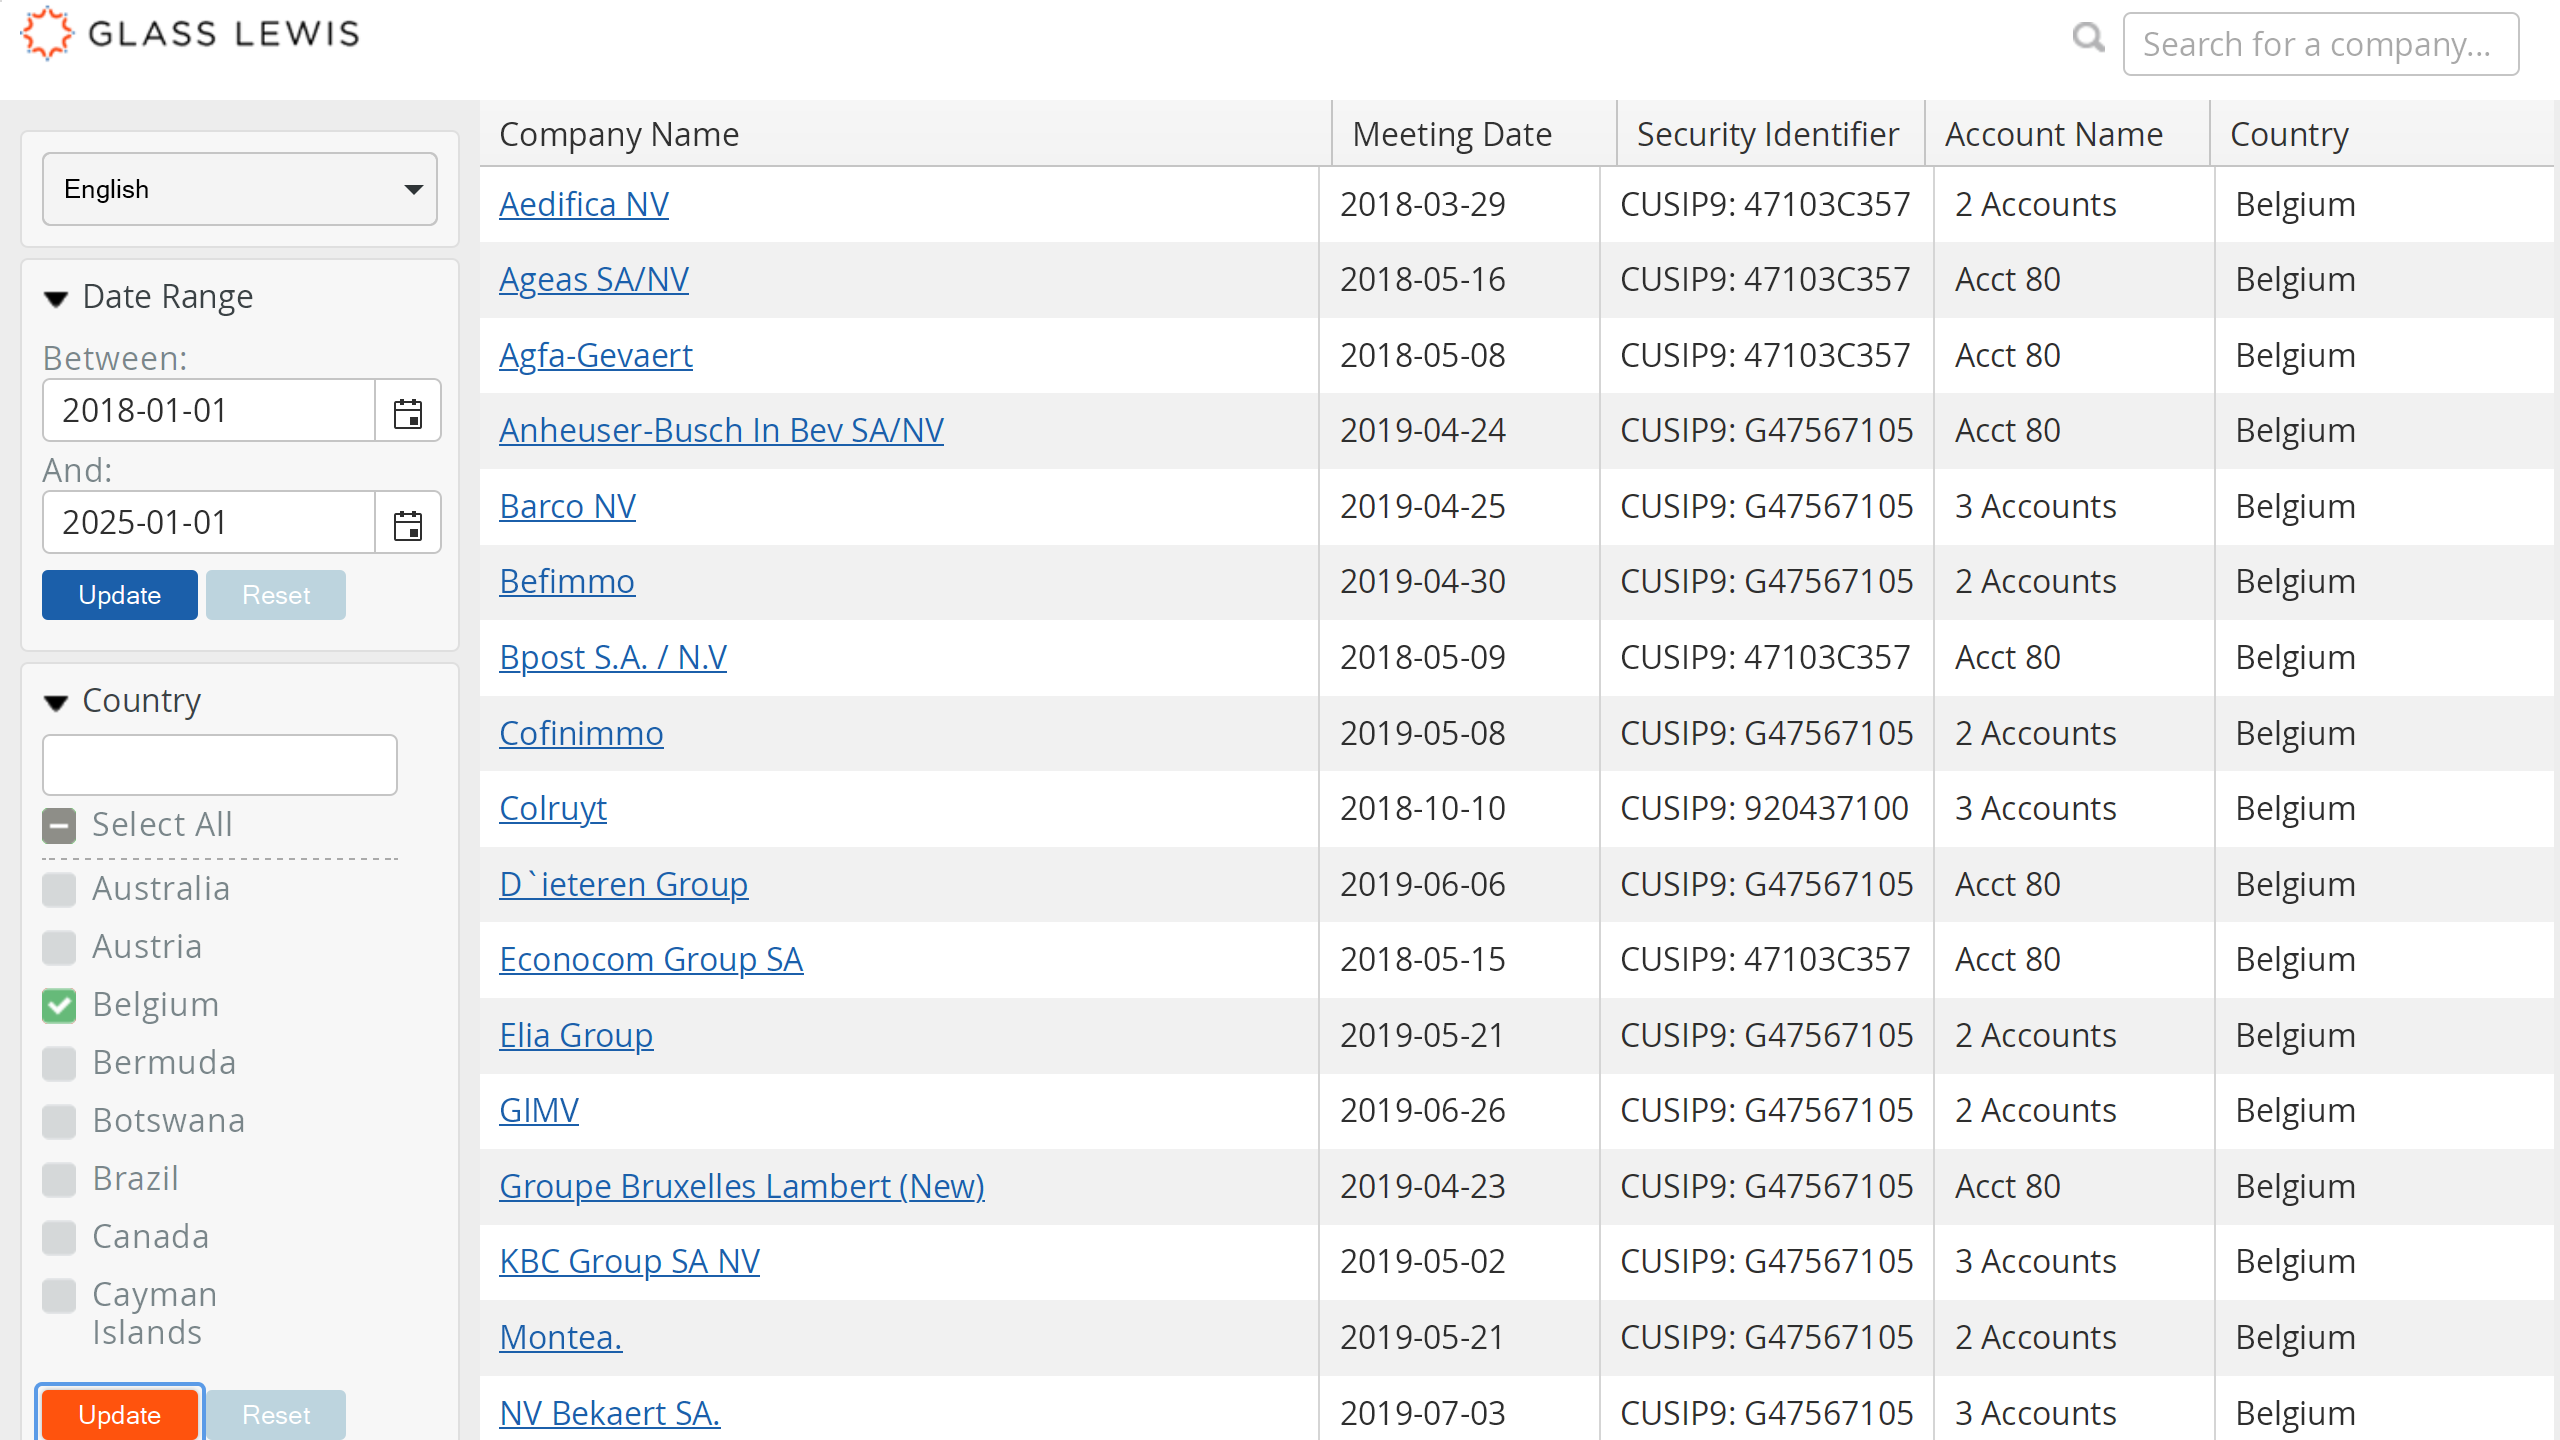 GLASS LEWIS
Search for a company...
English
Date Range
Between:
2018-01-01
And:
2025-01-01
Update Reset
Country
Select All
Australia
Austria
Belgium
Bermuda
Botswana
Brazil
Canada
Cayman
Islands
Update Reset
Company Name Meeting Date Security Identifier Account Name Country
Aedifica NV 2018-03-29 CUSIP9: 47103C357 2 Accounts Belgium
Ageas SA/NV 2018-05-16 CUSIP9: 47103C357 Acct 80 Belgium
Agfa-Gevaert 2018-05-08 CUSIP9: 47103C357 Acct 80 Belgium
Anheuser-Busch In Bev SA/NV 2019-04-24 CUSIP9: G47567105 Acct 80 Belgium
Barco NV 2019-04-25 CUSIP9: G47567105 3 Accounts Belgium
Befimmo 2019-04-30 CUSIP9: G47567105 2 Accounts Belgium
Bpost S.A. / N.V 2018-05-09 CUSIP9: 47103C357 Acct 80 Belgium
Cofinimmo 2019-05-08 CUSIP9: G47567105 2 Accounts Belgium
Colruyt 2018-10-10 CUSIP9: 920437100 3 Accounts Belgium
D`ieteren Group 2019-06-06 CUSIP9: G47567105 Acct 80 Belgium
Econocom Group SA 2018-05-15 CUSIP9: 47103C357 Acct 80 Belgium
Elia Group 2019-05-21 CUSIP9: G47567105 2 Accounts Belgium
GIMV 2019-06-26 CUSIP9: G47567105 2 Accounts Belgium
Groupe Bruxelles Lambert (New) 2019-04-23 CUSIP9: G47567105 Acct 80 Belgium
KBC Group SA NV 2019-05-02 CUSIP9: G47567105 3 Accounts Belgium
Montea. 2019-05-21 CUSIP9: G47567105 2 Accounts Belgium
NV Bekaert SA. 2019-07-03 CUSIP9: G47567105 3 Accounts Belgium